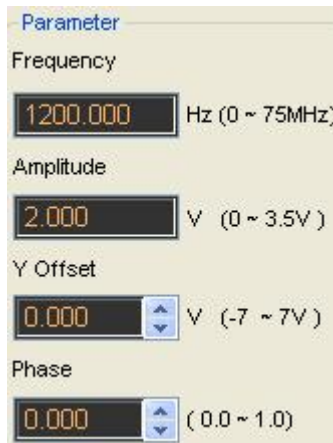 Parameter
Frequency
1200.000 Hz (0 ~ 75MHz)
Amplitude
2.000 V (0 ~ 3.5V )
Y Offset
0.000 V (-7 ~ 7V )
Phase
0.000 ( 0.0 ~ 1.0)